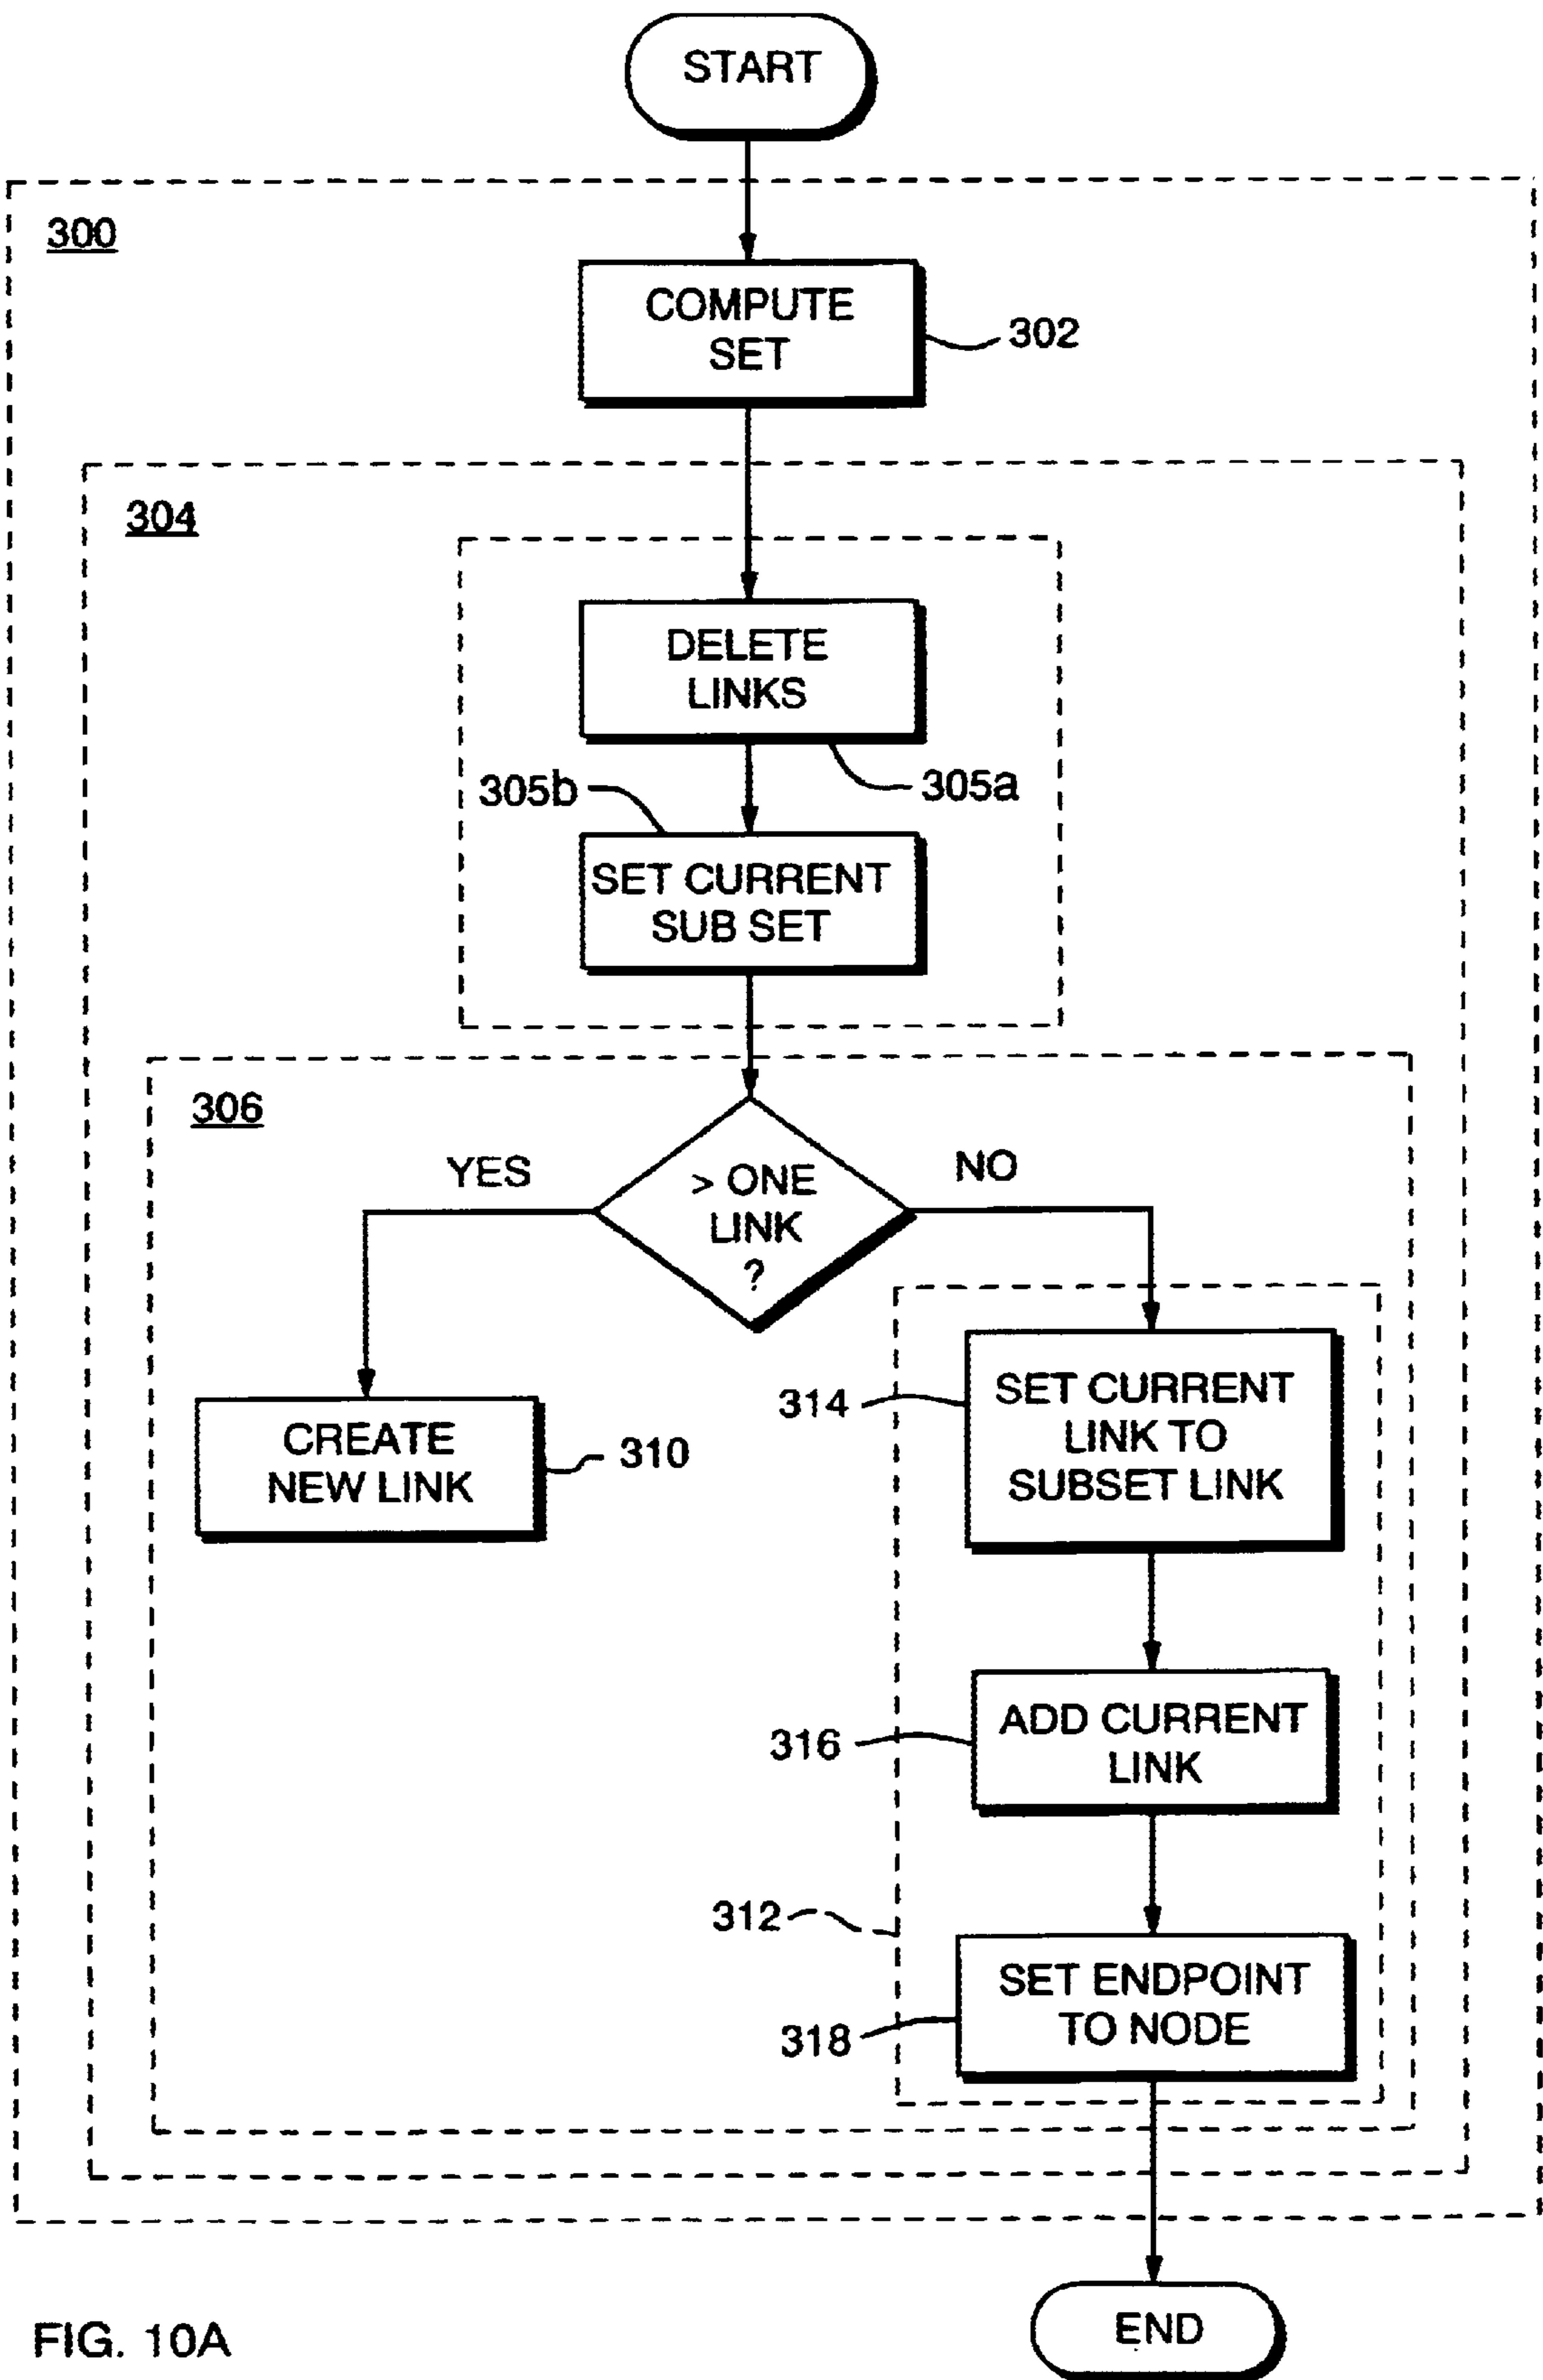 START
300
COMPUTE
SET
302
304
DELETE
LINKS
305b
305a
SET CURRENT
SUB SET
306
YES
> ONE
LINK
?
NO
CREATE
NEW LINK
310
314
SET CURRENT
LINK TO
SUBSET LINK
316
ADD CURRENT
LINK
312
SET ENDPOINT
TO NODE
318
END
FIG. 10A